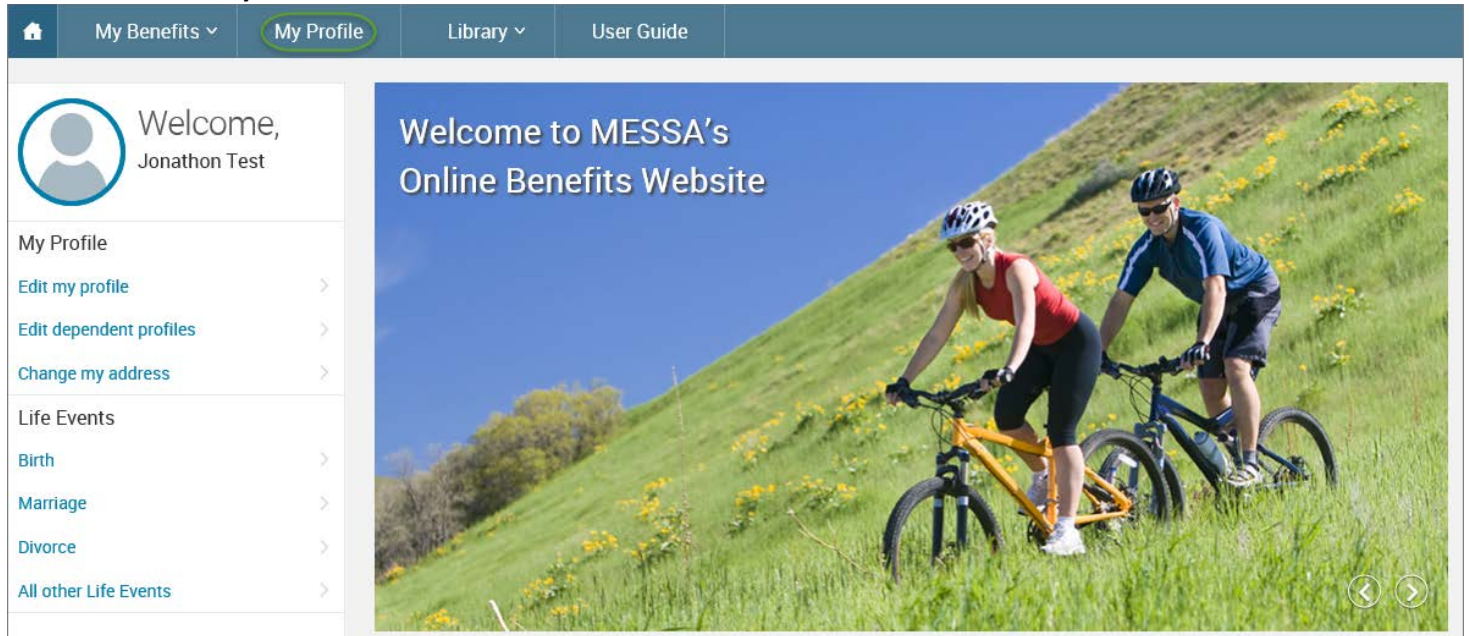 My Benefits
My Profile
Library
User Guide
Welcome,
Jonathon Test
My Profile
Edit my profile
Edit dependent profiles
Change my address
Life Events
Birth
Marriage
Divorce
All other Life Events
Welcome to MESSA's
Online Benefits Website